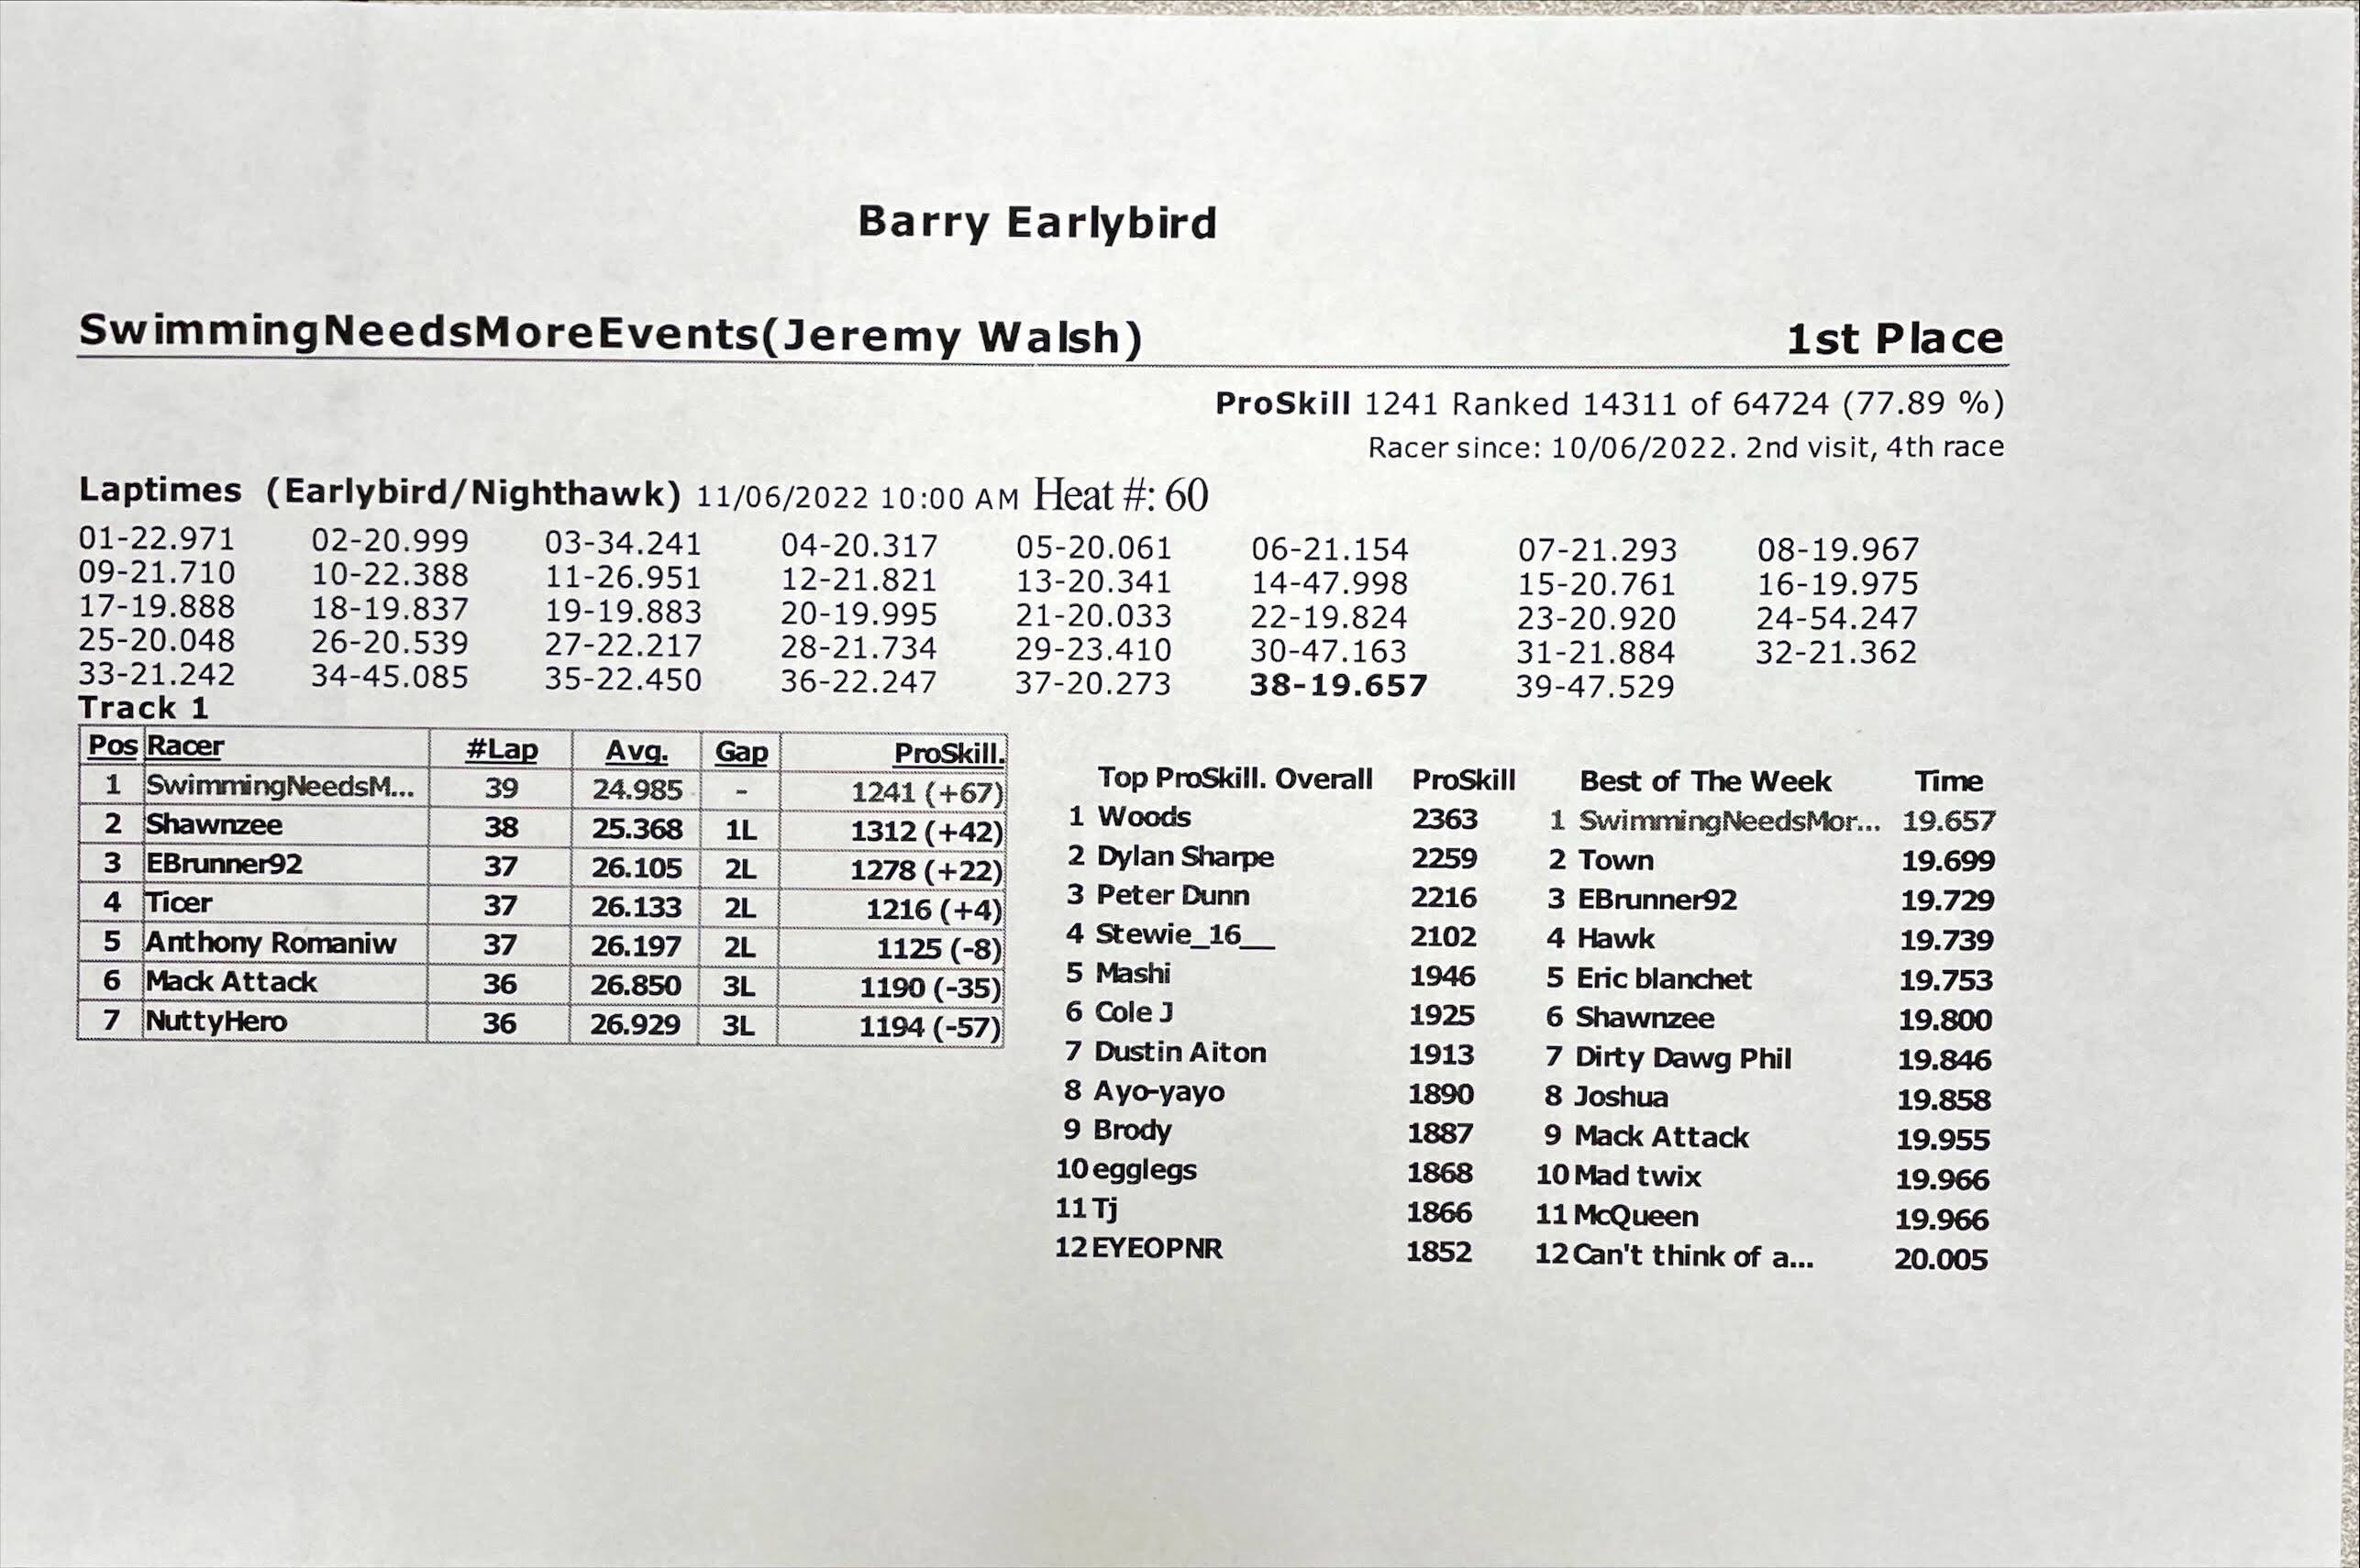 Barry Earlybird
SwimmingNeedsMoreEvents(Jeremy Walsh) 1st Place
ProSkill 1241 Ranked 14311 of 64724 (77.89 %)
Racer since: 10/06/2022. 2nd visit, 4th race
Laptimes (Earlybird/Nighthawk) 11/06/2022 10:00 AM Heat #: 60
01-22.971 02-20.999 03-34.241 04-20.317 05-20.061 06-21.154 07-21.293 08-19.967
09-21.710 10-22.388 11-26.951 12-21.821 13-20.341 14-47.998 15-20.761 16-19.975
17-19.888 18-19.837 19-19.883 20-19.995 21-20.033 22-19.824 23-20.920 24-54.247
25-20.048 26-20.539 27-22.217 28-21.734 29-23.410 30-47.163 31-21.884 32-21.362
33-21.242 34-45.085 35-22.450 36-22.247 37-20.273 38-19.657 39-47.529
Track 1
Pos Racer #Lap Avg. Gap ProSkill.
1 SwimmingNeedsM... 39 24.985 - 1241 (+67)
2 Shawnzee 38 25.368 1L 1312 (+42)
3 EBrunner92 37 26.105 2L 1278 (+22)
4 Ticer 37 26.133 2L 1216 (+4)
5 Anthony Romaniw 37 26.197 2L 1125 (-8)
6 Mack Attack 36 26.850 3L 1190 (-35)
7 NuttyHero 36 26.929 3L 1194 (-57)
Top ProSkill. Overall ProSkill
1 Woods 2363
2 Dylan Sharpe 2259
3 Peter Dunn 2216
4 Stewie_16__ 2102
5 Mashi 1946
6 Cole J 1925
7 Dustin Aiton 1913
8 Ayo-yayo 1890
9 Brody 1887
10 egglegs 1868
11 Tj 1866
12 EYEOPNR 1852
Best of The Week Time
1 SwimmingNeedsMor... 19.657
2 Town 19.699
3 EBrunner92 19.729
4 Hawk 19.739
5 Eric blanchet 19.753
6 Shawnzee 19.800
7 Dirty Dawg Phil 19.846
8 Joshua 19.858
9 Mack Attack 19.955
10 Mad twix 19.966
11 McQueen 19.966
12 Can't think of a... 20.005